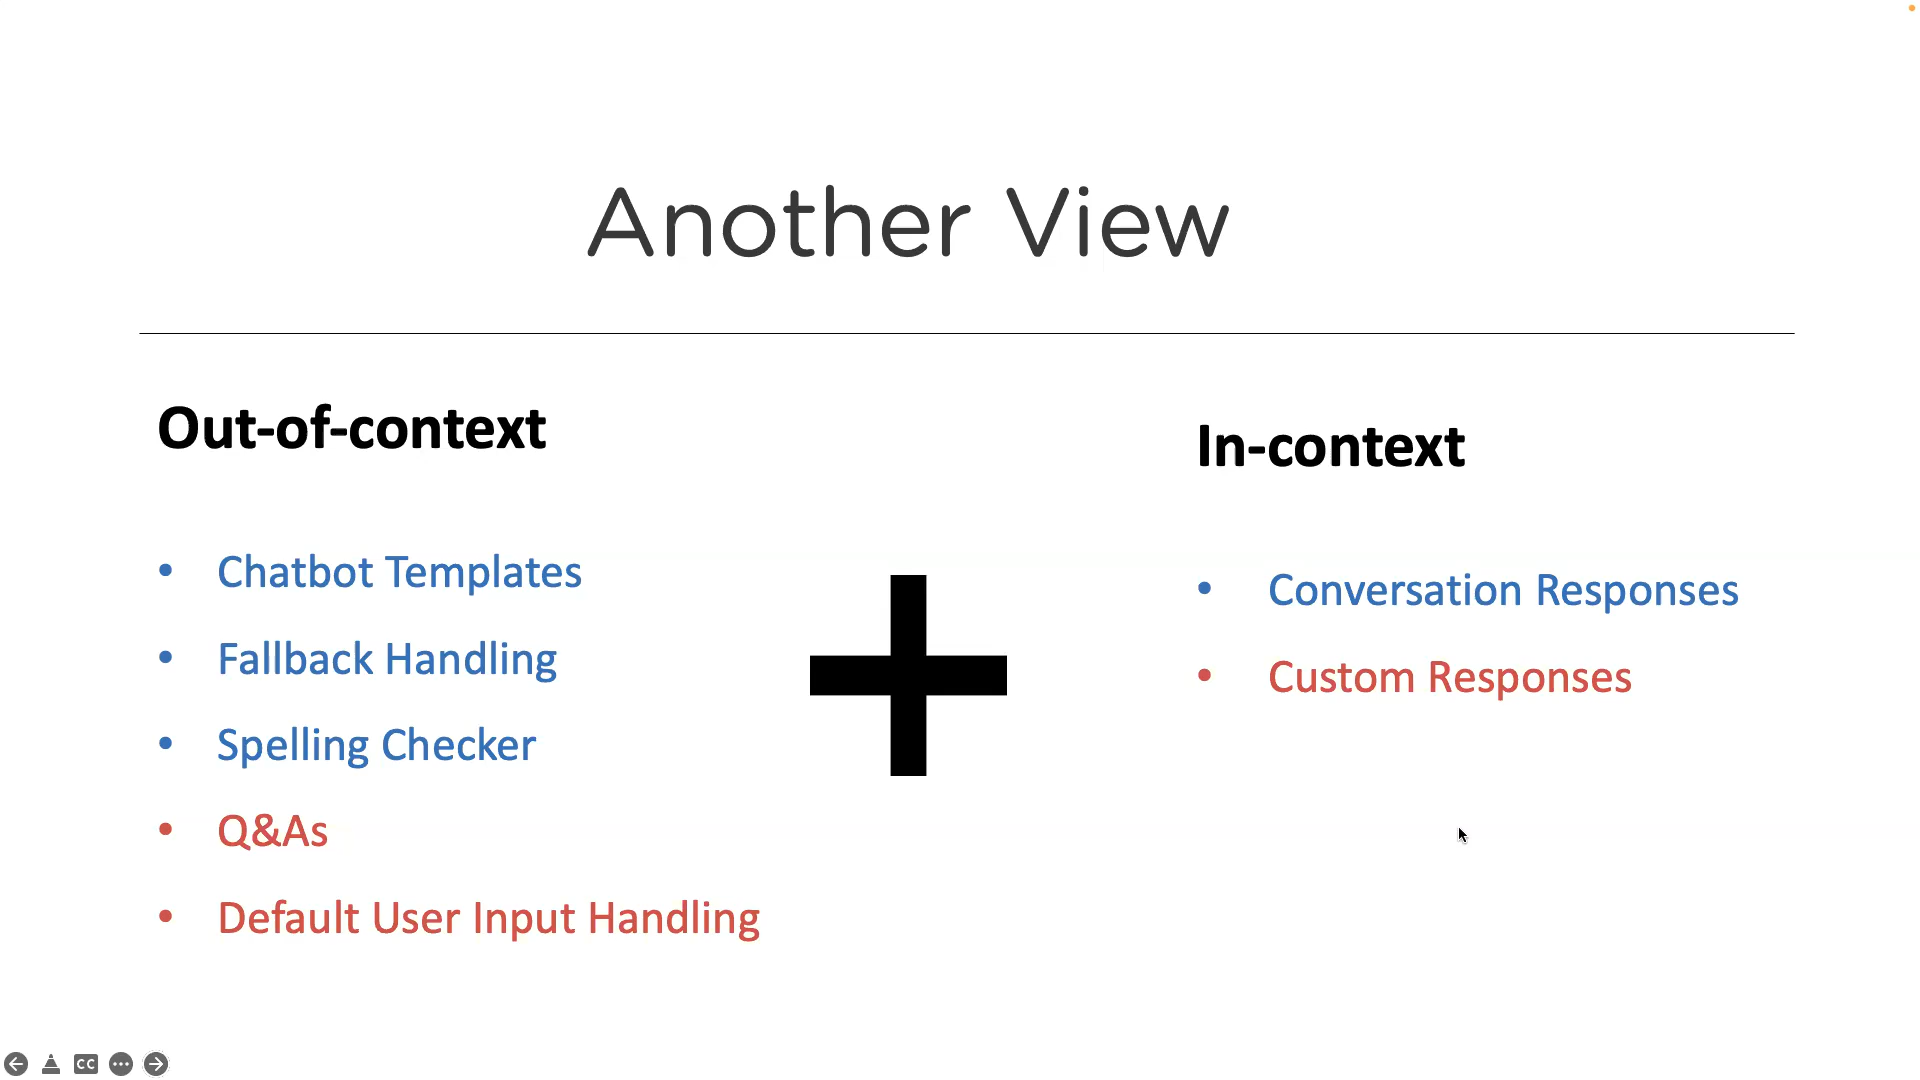 Another View
Out-of-context
• Chatbot Templates
• Fallback Handling
• Spelling Checker
• Q&As
• Default User Input Handling
In-context
• Conversation Responses
• Custom Responses
CC